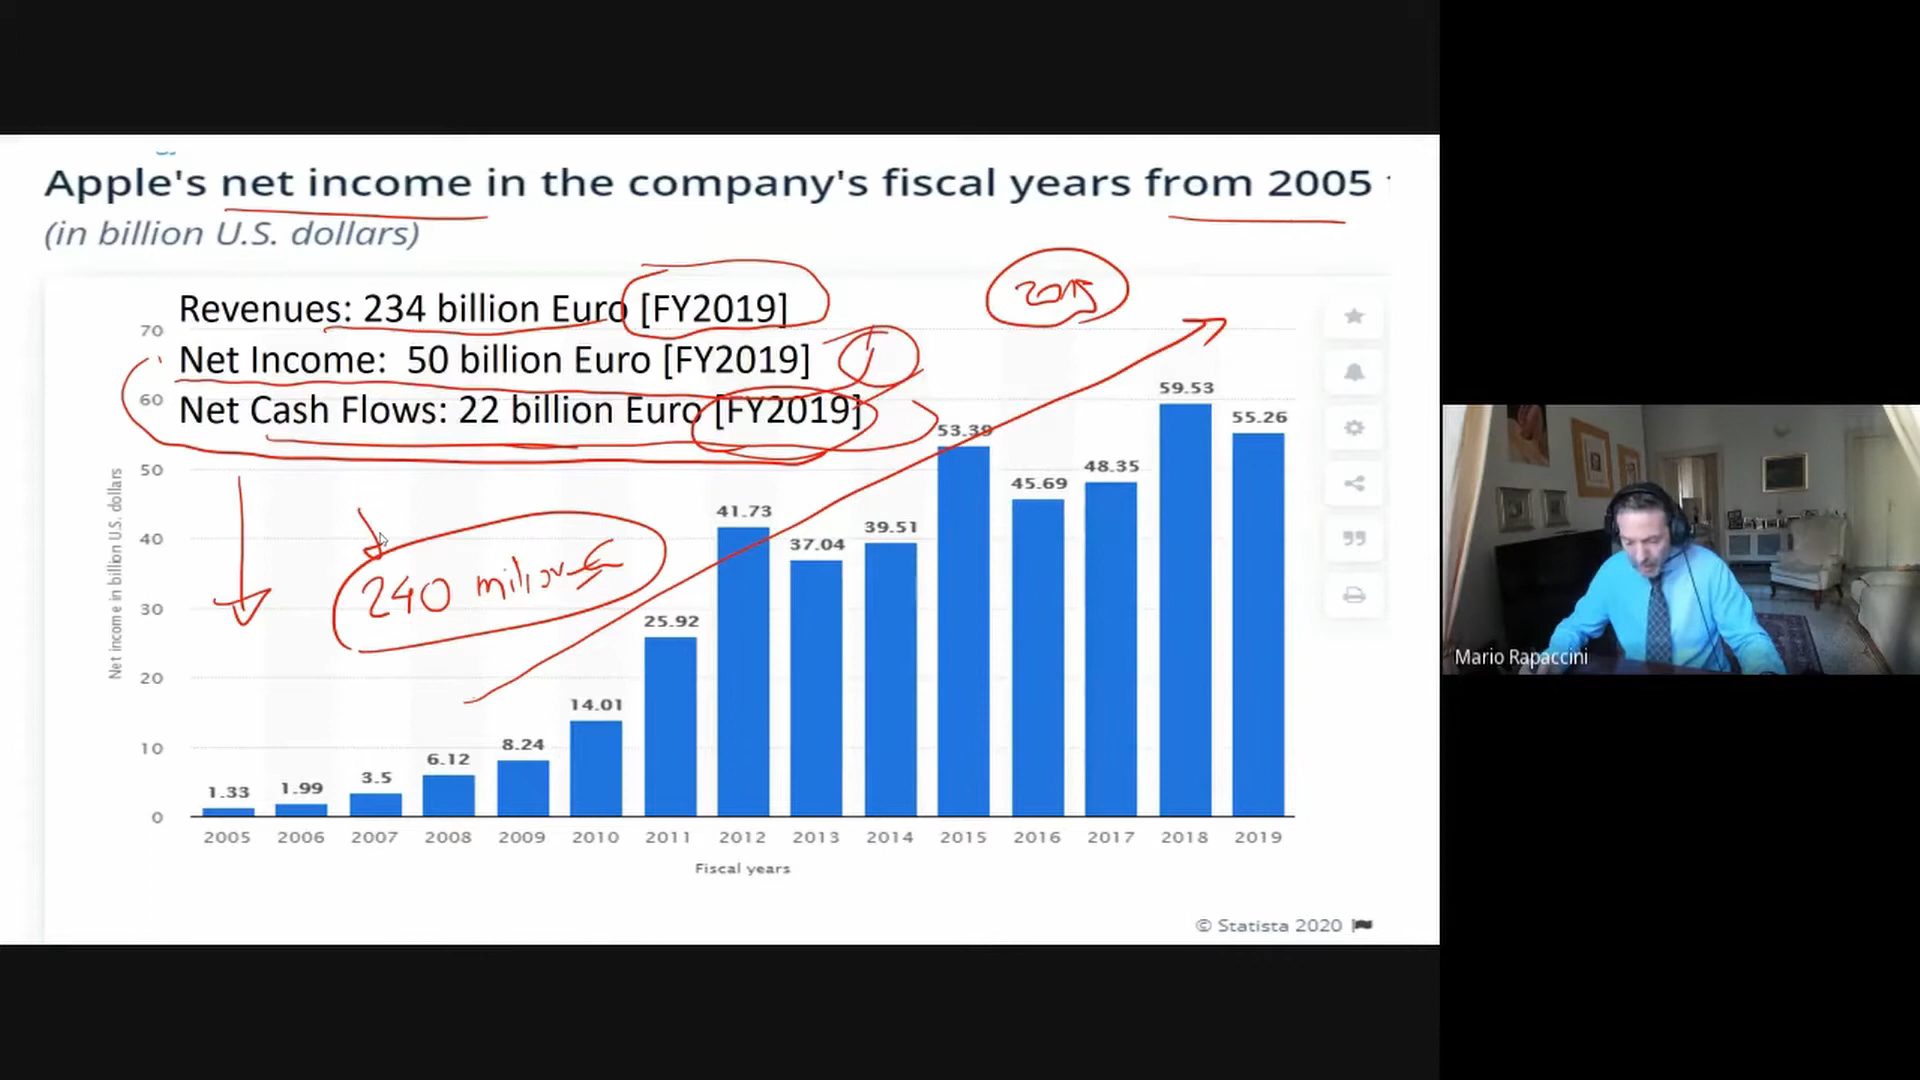 Apple's net income in the company's fiscal years from 2005
(in billion U.S. dollars)
Revenues: 234 billion Euro [FY2019]
Net Income: 50 billion Euro [FY2019]
Net Cash Flows: 22 billion Euro [FY2019]
240
€
Net income in billion U.S. dollars
70
60
50
40
30
20
10
0
1.33
1.99
3.5
6.12
8.24
14.01
25.92
41.73
37.04
39.51
53.39
45.69
48.35
59.53
55.26
2005 2006 2007 2008 2009 2010 2011 2012 2013 2014 2015 2016 2017 2018 2019
Fiscal years
© Statista 2020
Mario Rapaccini